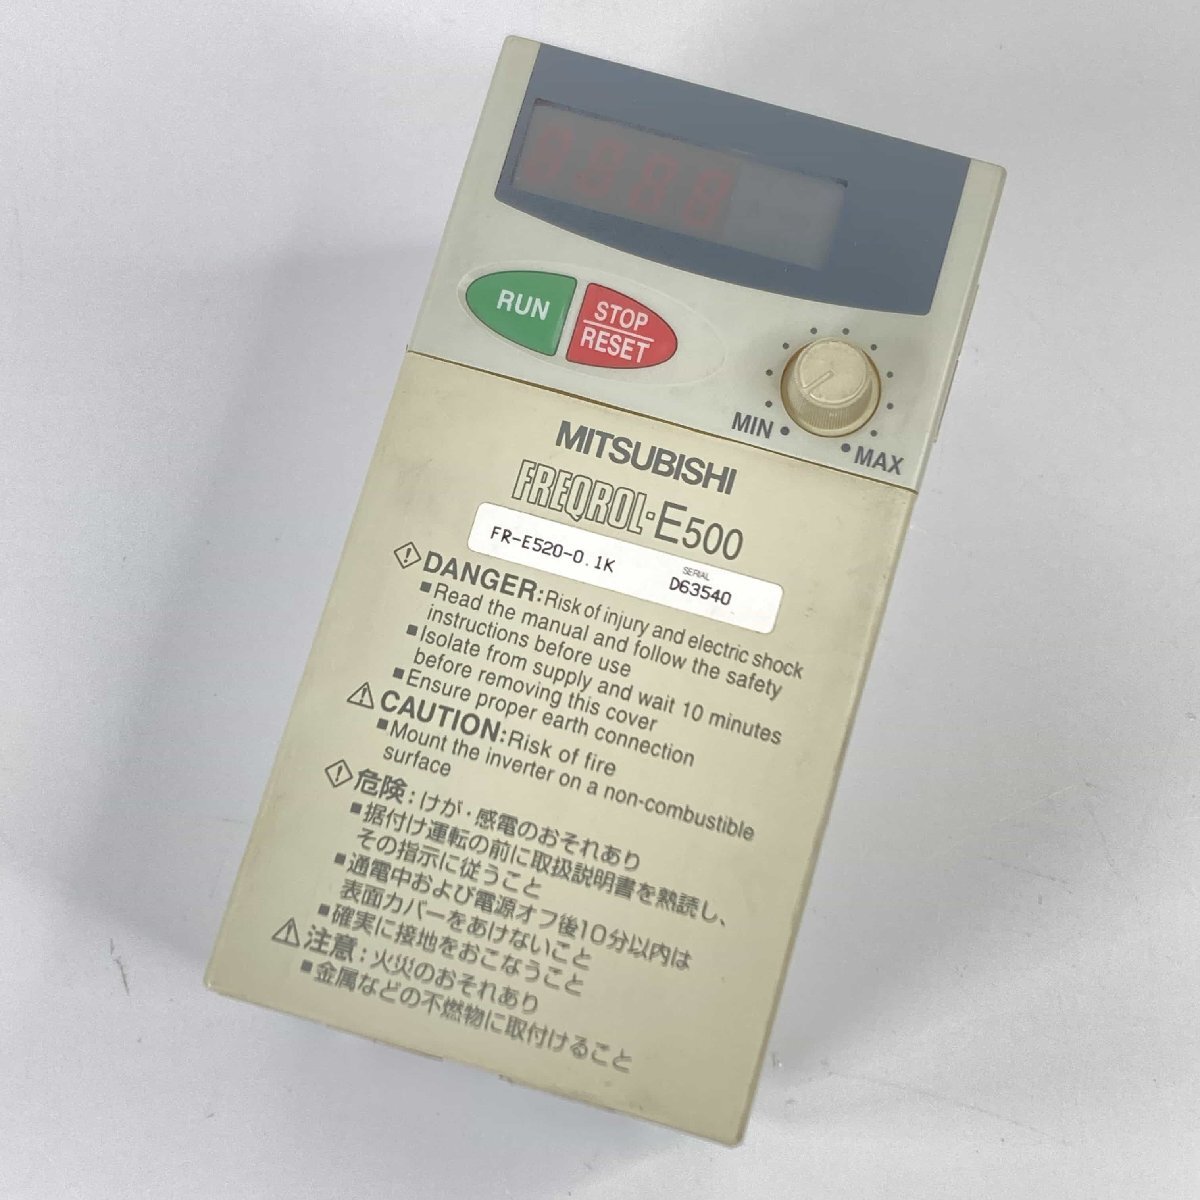 RUN
STOP
RESET
MIN
MAX
MITSUBISHI
FREQROL-E500
SERIAL
FR-E520-0.1K D63540
DANGER:Risk of injury and electric shock
■Read the manual and follow the safety
instructions before use
■Isolate from supply and wait 10 minutes
before removing this cover
■Ensure proper earth connection
CAUTION:Risk of fire
■Mount the inverter on a non-combustible
surface
危険:けが・感電のおそれあり
■据付け運転の前に取扱説明書を熟読し、
その指示に従うこと
■通電中および電源オフ後10分以内は
表面カバーをあけないこと
■確実に接地をおこなうこと
注意:火災のおそれあり
■金属などの不燃物に取付けること